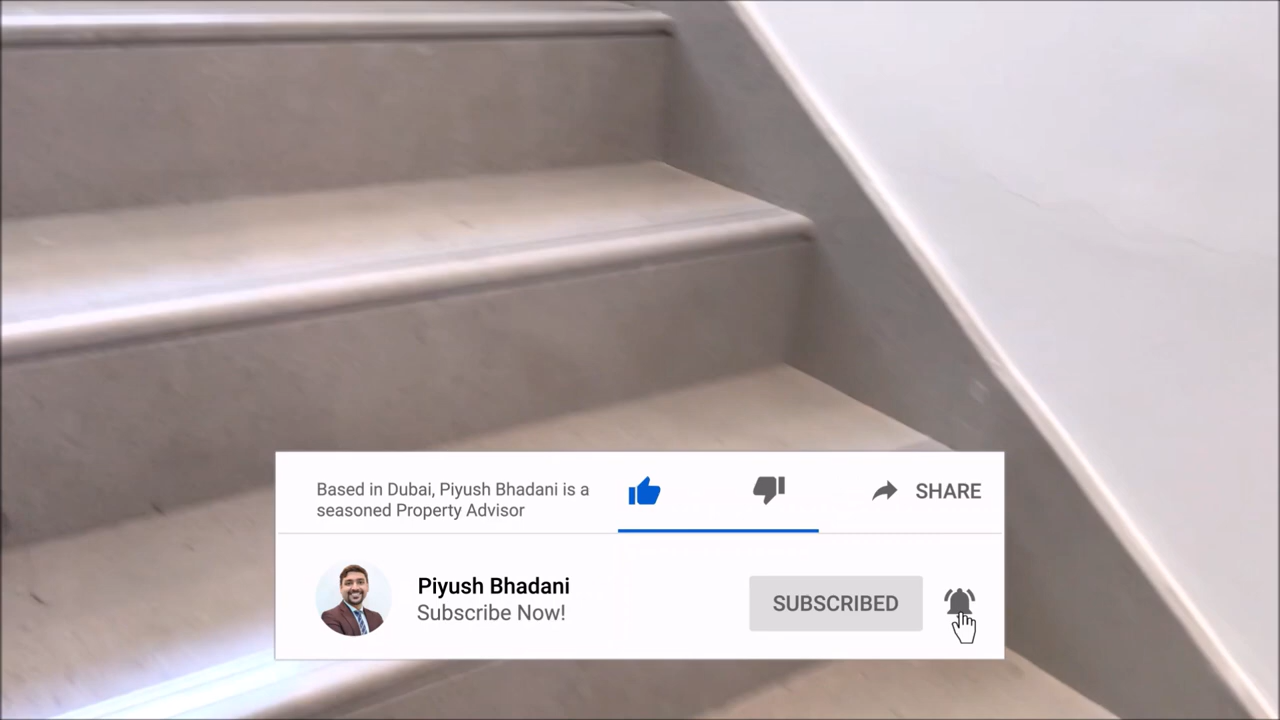 Based in Dubai, Piyush Bhadani is a
seasoned Property Advisor
SHARE
Piyush Bhadani
Subscribe Now!
SUBSCRIBED